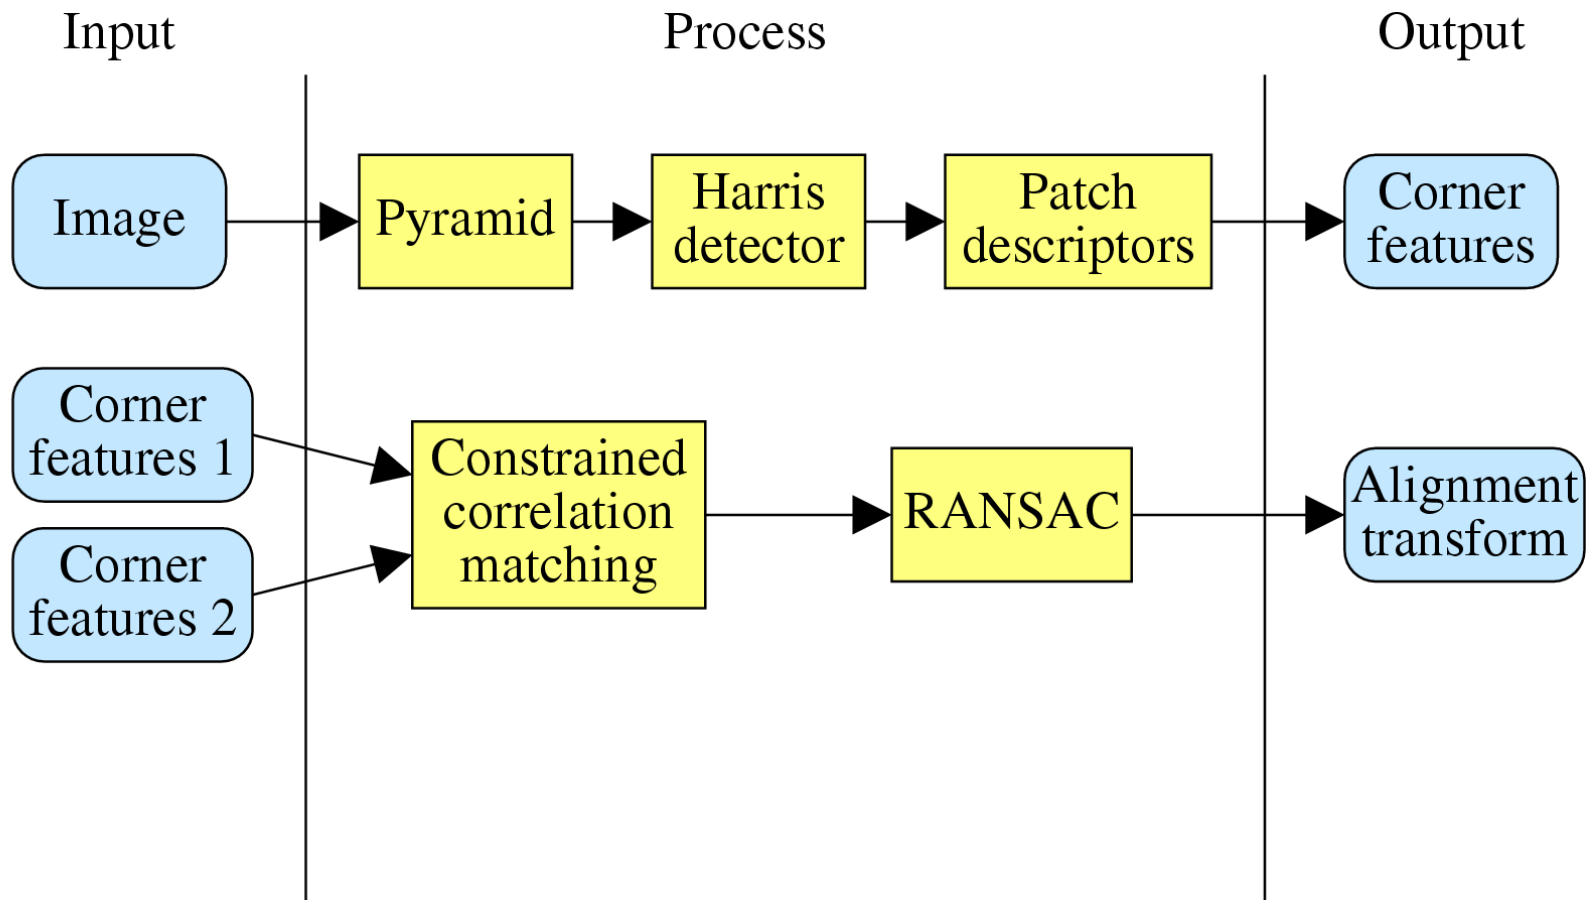 Input
Process
Output
Image
Pyramid
Harris
detector
Patch
descriptors
Corner
features
Corner
features 1
Corner
features 2
Constrained
correlation
matching
RANSAC
Alignment
transform